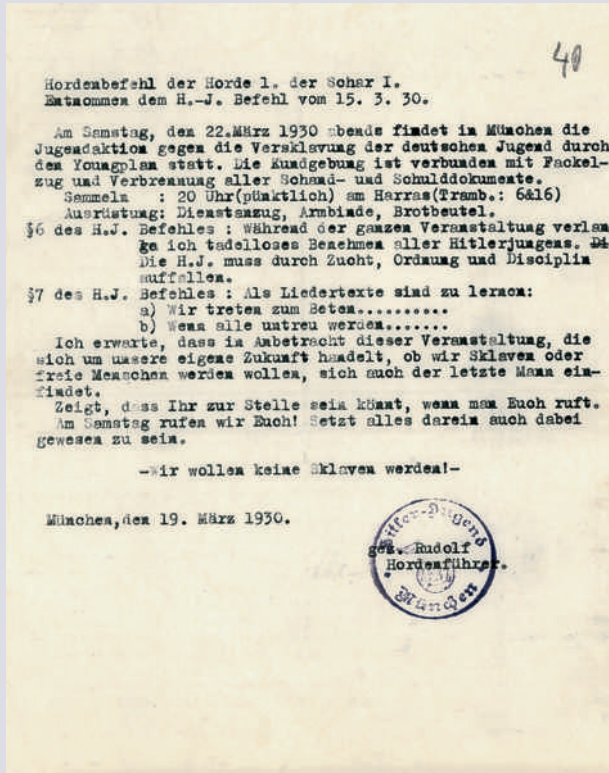 40
Hordenbefehl der Horde 1. der Schar I.
Entnommen dem H.-J. Befehl vom 15. 3. 30.
Am Samstag, den 22.März 1930 abends findet in München die
Jugendaktion gegen die Versklavung der deutschen Jugend durch
den Youngplan statt. Die Kundgebung ist verbunden mit Fackel-
zug und Verbrennung aller Schand- und Schulddokumente.
Sammeln : 20 Uhr(pünktlich) am Harras(Tramb.: 6&16)
Ausrüstung: Dienstanzug, Armbinde, Brotbeutel.
§6 des H.J. Befehles : Während der ganzen Veranstaltung verlan
ge ich tadelloses Benehmen aller Hitlerjungens. Di
Die H.J. muss durch Zucht, Ordnung und Disciplin
auffallen.
§7 des H.J. Befehles : Als Liedertexte sind zu lernen:
a) Wir treten zum Beten..........
b) Wenn alle untreu werden.......
Ich erwarte, dass in Anbetracht dieser Veranstaltung, die
sich um unsere eigene Zukunft handelt, ob wir Sklaven oder
freie Menschen werden wollen, sich auch der letzte Mann ein-
findet.
Zeigt, dass Ihr zur Stelle sein könnt, wenn man Euch ruft.
Am Samstag rufen wir Euch! Setzt alles darein auch dabei
gewesen zu sein.
-Wir wollen keine Sklaven werden!-
München,den 19. März 1930.
gez. Rudolf
Hordenführer.
Hitler-Jugend
München